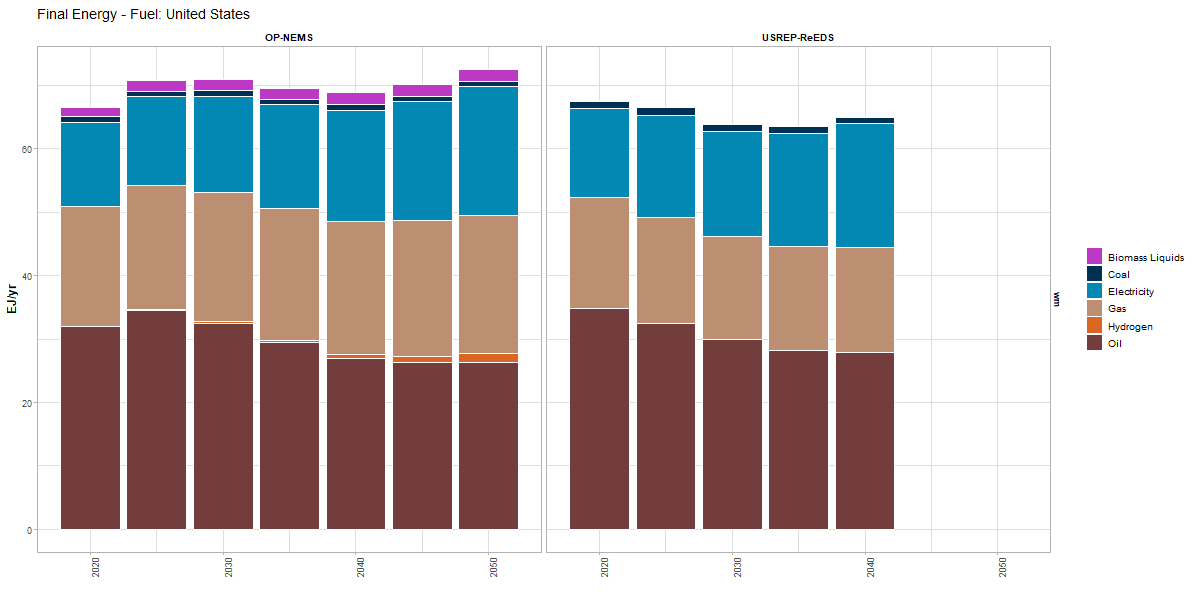 Final Energy - Fuel: United States
OP-NEMS
USREP-ReEDS
EJ/yr
60
40
20
0
2020
2030
2040
2050
2020
2030
2040
2050
wm
Biomass Liquids
Coal
Electricity
Gas
Hydrogen
Oil